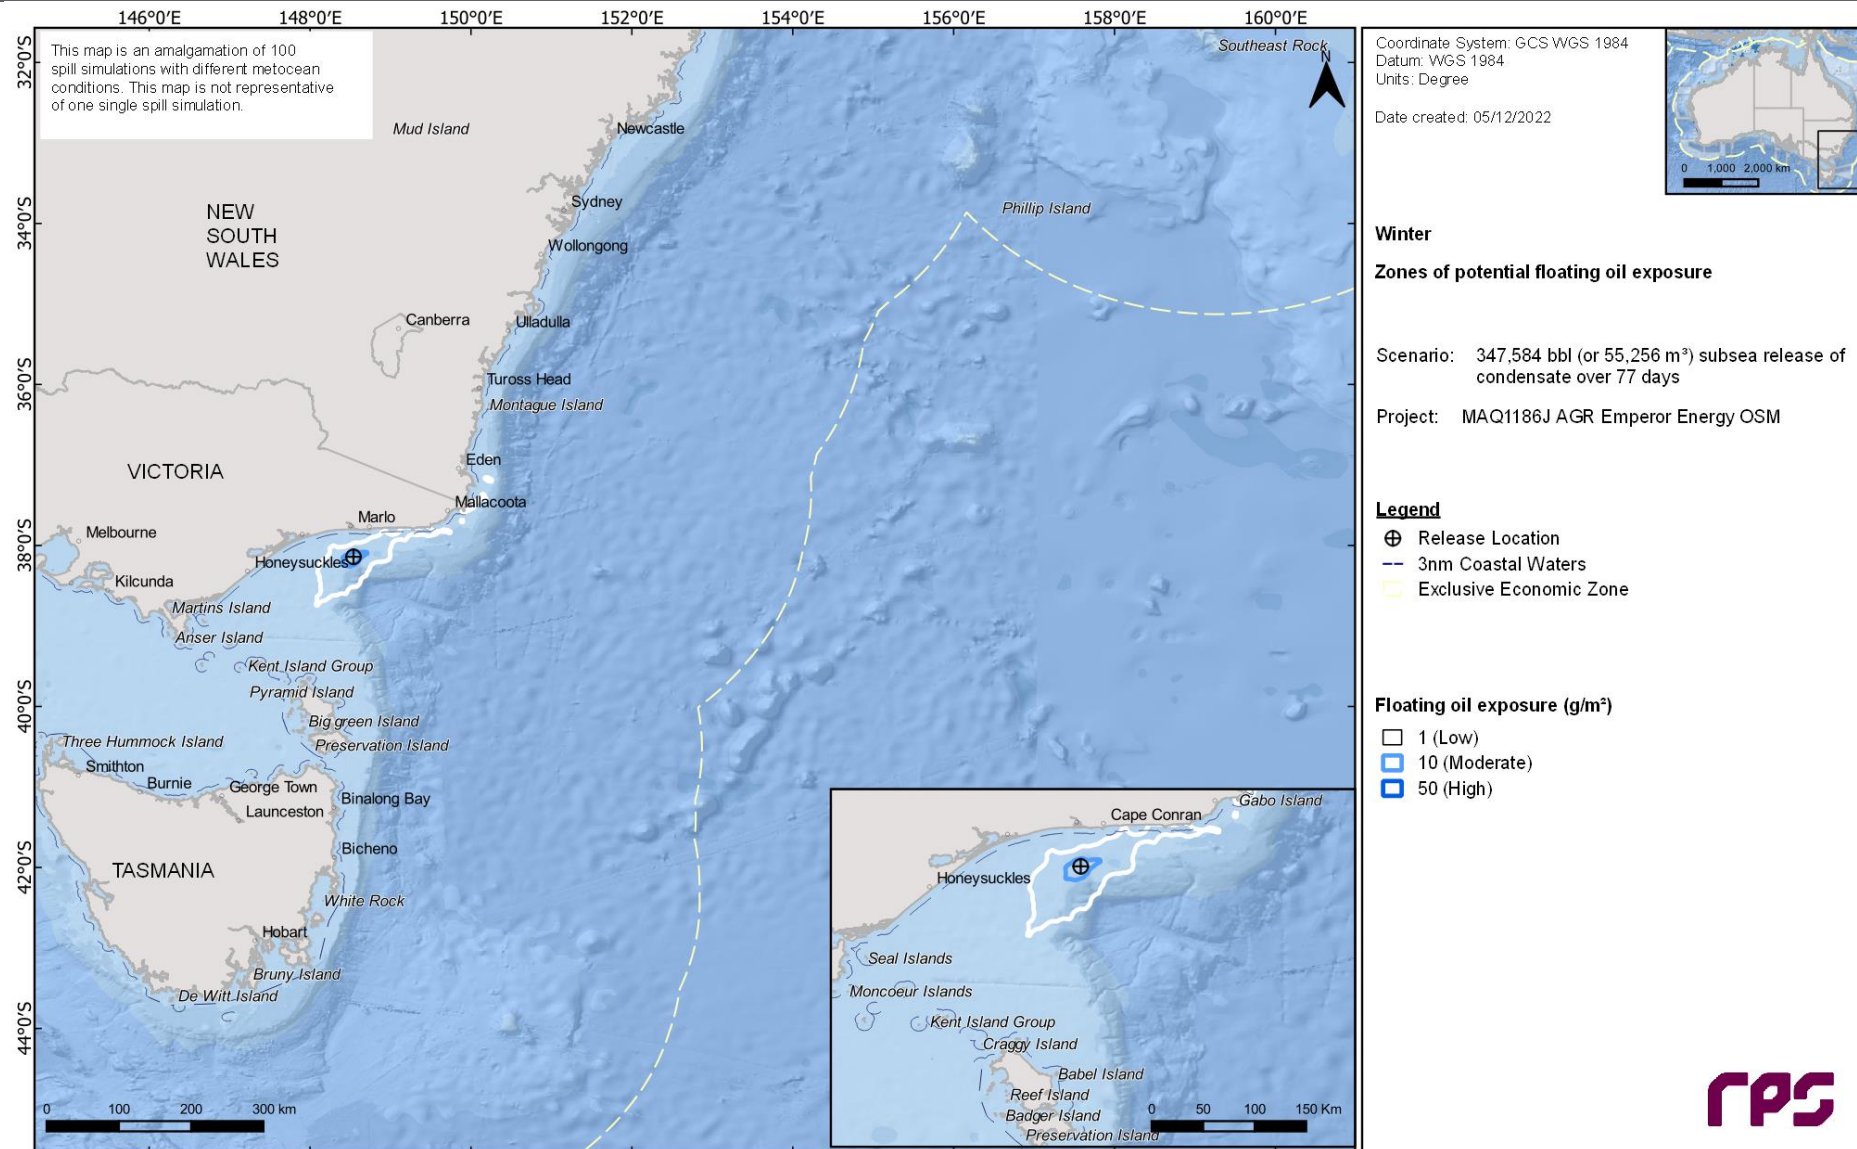 146°0'E 148°0'E 150°0'E 152°0'E 154°0'E 156°0'E 158°0'E 160°0'E
32°S
34°0'S
36°0'S
38°0'S
40°0'S
42°0'S
44°0'S
This map is an amalgamation of 100
spill simulations with different metocean
conditions. This map is not representative
of one single spill simulation.
Southeast Rock
N
Mud Island
Newcastle
NEW
SOUTH
WALES
Sydney
Phillip Island
Wollongong
Canberra
Ulladulla
Tuross Head
Montague Island
Eden
VICTORIA
Mallacoota
Marlo
Melbourne
Honeysuckles
Kilcunda
Martins Island
Anser Island
Kent Island Group
Pyramid Island
Big green Island
Three Hummock Island
Preservation Island
Smithton
Burnie
George Town
Binalong Bay
Launceston
Bicheno
TASMANIA
White Rock
Hobart
Bruny Island
De Witt Island
0 100 200 300 km
Gabo Island
Cape Conran
Honeysuckles
Seal Islands
Moncoeur Islands
Kent Island Group
Craggy Island
Babel Island
Reef Island
Badger Island
Preservation Island
0 50 100 150 Km
Coordinate System: GCS WGS 1984
Datum: WGS 1984
Units: Degree
Date created: 05/12/2022
0 1,000 2,000 km
Winter
Zones of potential floating oil exposure
Scenario: 347,584 bbl (or 55,256 m³) subsea release of
condensate over 77 days
Project: MAQ1186J AGR Emperor Energy OSM
Legend
Release Location
3nm Coastal Waters
Exclusive Economic Zone
Floating oil exposure (g/m²)
1 (Low)
10 (Moderate)
50 (High)
rps